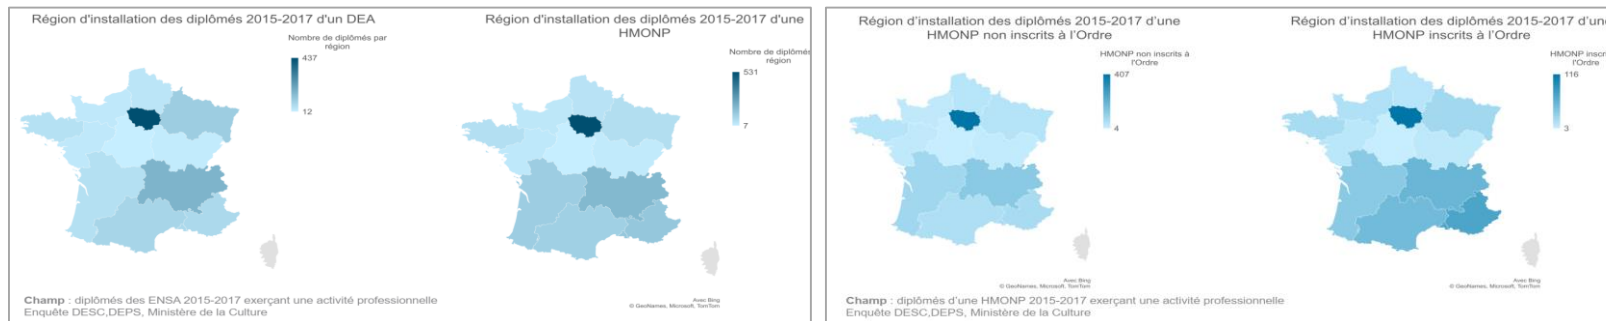 Région d'installation des diplômés 2015-2017 d'un DEA
Nombre de diplômés par
région
437
12
Région d'installation des diplômés 2015-2017 d'une
HMONP
Nombre de diplômés
région
531
7
Avec Bing
© GeoNames, Microsoft, TomTom
Champ : diplômés des ENSA 2015-2017 exerçant une activité professionnelle
Enquête DESC,DEPS, Ministère de la Culture
Région d'installation des diplômés 2015-2017 d'une
HMONP non inscrits à l'Ordre
HMONP non inscrits à
l'Ordre
407
4
Avec Bing
© GeoNames, Microsoft, TomTom
Région d'installation des diplômés 2015-2017 d'une
HMONP inscrits à l'Ordre
HMONP inscri
l'Ordre
116
3
Avec Bing
© GeoNames, Microsoft, TomTom
Champ : diplômés d'une HMONP 2015-2017 exerçant une activité professionnelle
Enquête DESC,DEPS, Ministère de la Culture